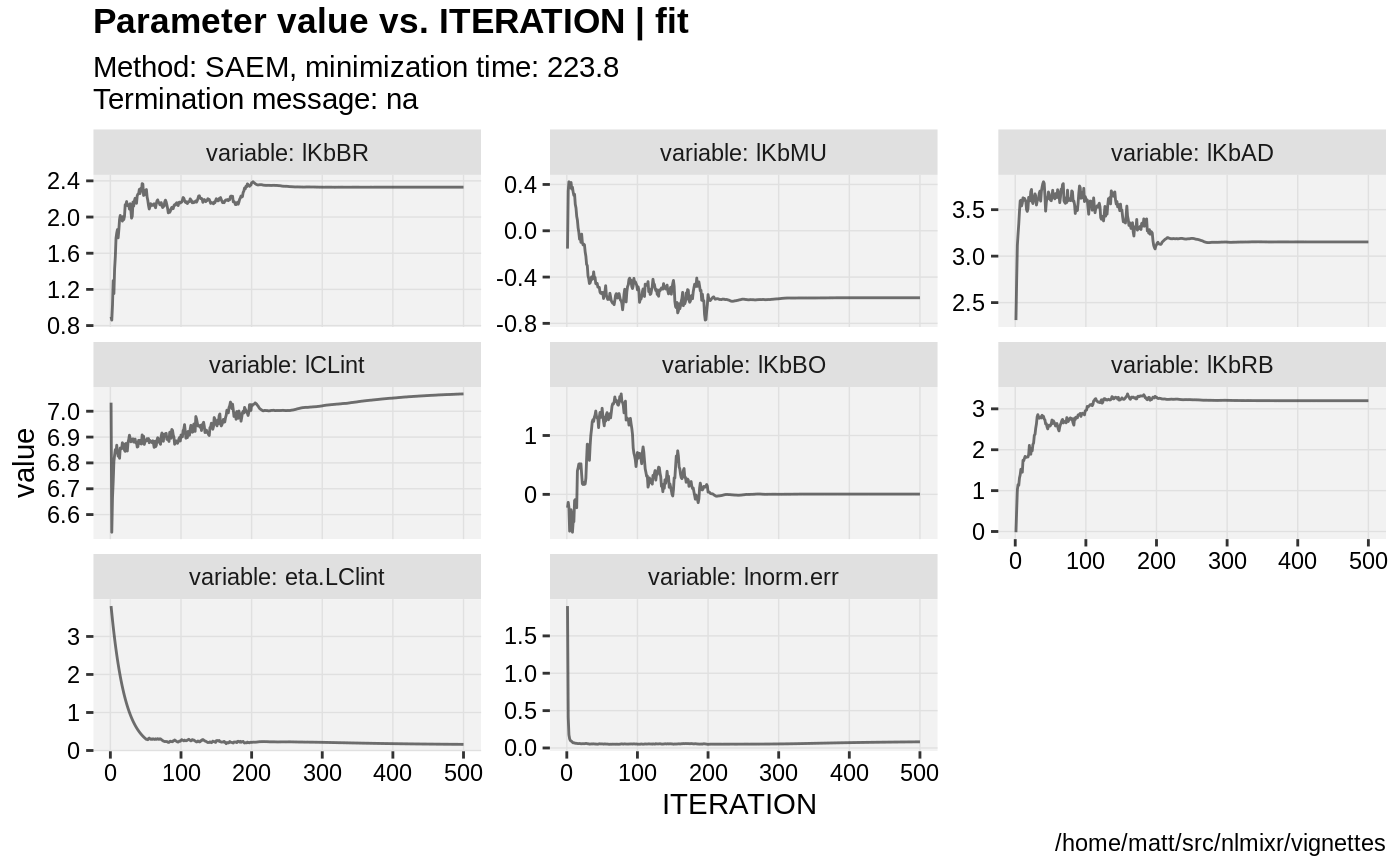 Parameter value vs. ITERATION | fit
Method: SAEM, minimization time: 223.8
Termination message: na
variable: lKbBR
variable: lKbMU
variable: lKbAD
2.4
2.0
1.6
1.2
0.8
0.4
0.0
-0.4
-0.8
3.5
3.0
2.5
variable: lCLint
variable: lKbBO
variable: lKbRB
7.0
6.9
6.8
6.7
6.6
1
0
3
2
1
0
0 100 200 300 400 500
variable: eta.LClint
variable: lnorm.err
3
2
1
0
1.5
1.0
0.5
0.0
0 100 200 300 400 500
0 100 200 300 400 500
value
ITERATION
/home/matt/src/nlmixr/vignettes